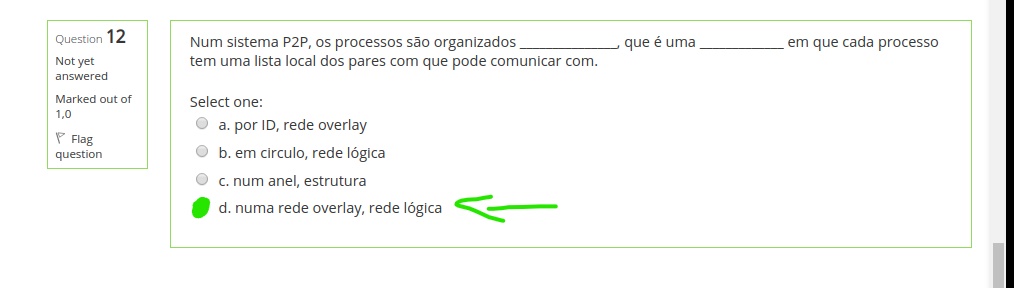 Question 12
Not yet
answered
Marked out of
1,0
Flag
question
Num sistema P2P, os processos são organizados ______________, que é uma ____________ em que cada processo
tem uma lista local dos pares com que pode comunicar com.
Select one:
a. por ID, rede overlay
b. em circulo, rede lógica
c. num anel, estrutura
d. numa rede overlay, rede lógica